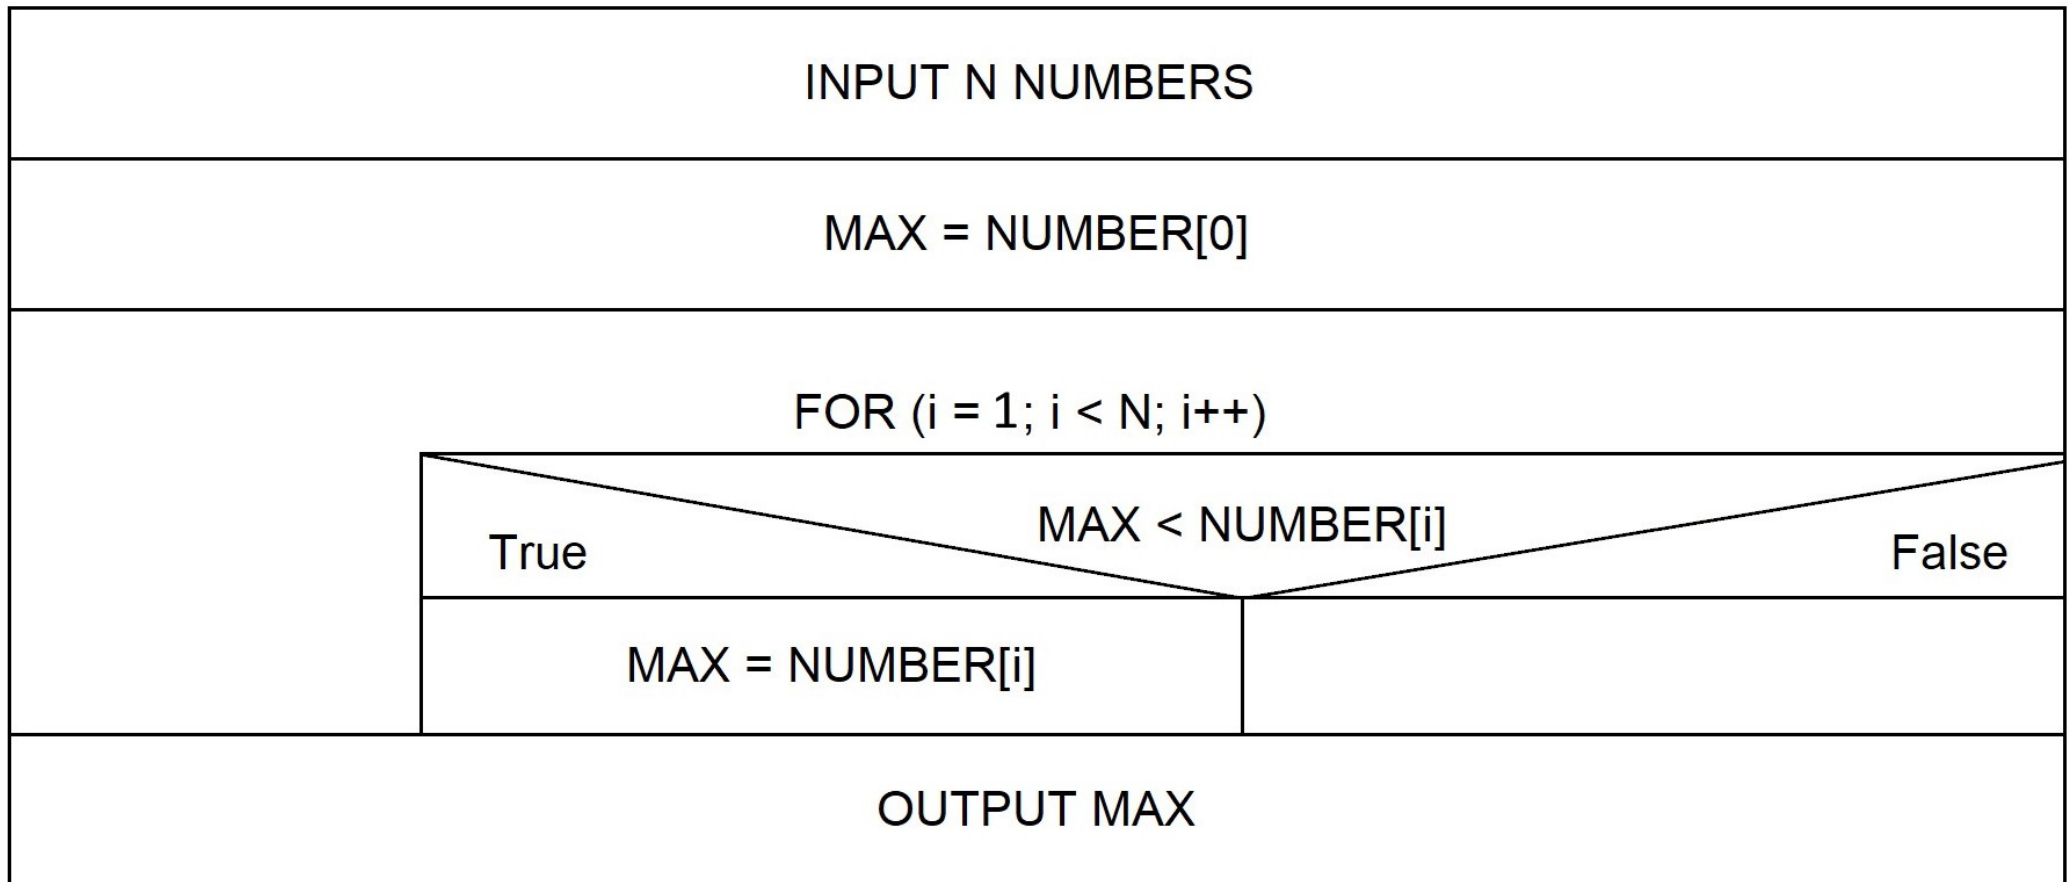 INPUT N NUMBERS
MAX = NUMBER[0]
FOR (i = 1; i < N; i++)
MAX < NUMBER[i]
True
False
MAX = NUMBER[i]
OUTPUT MAX